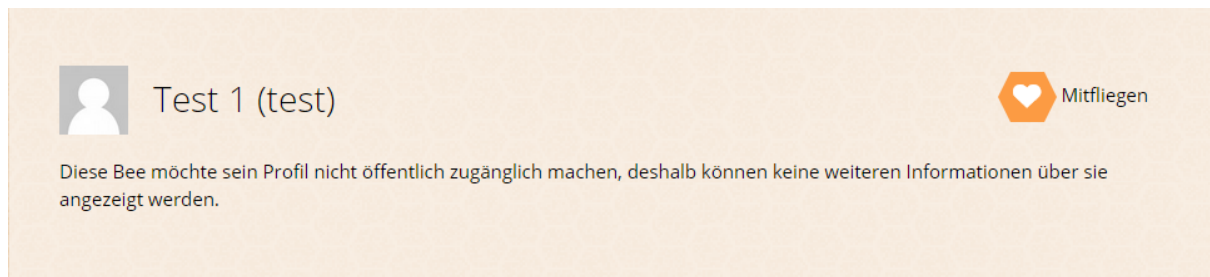 Test 1 (test)
Mitfliegen
Diese Bee möchte sein Profil nicht öffentlich zugänglich machen, deshalb können keine weiteren Informationen über sie
angezeigt werden.